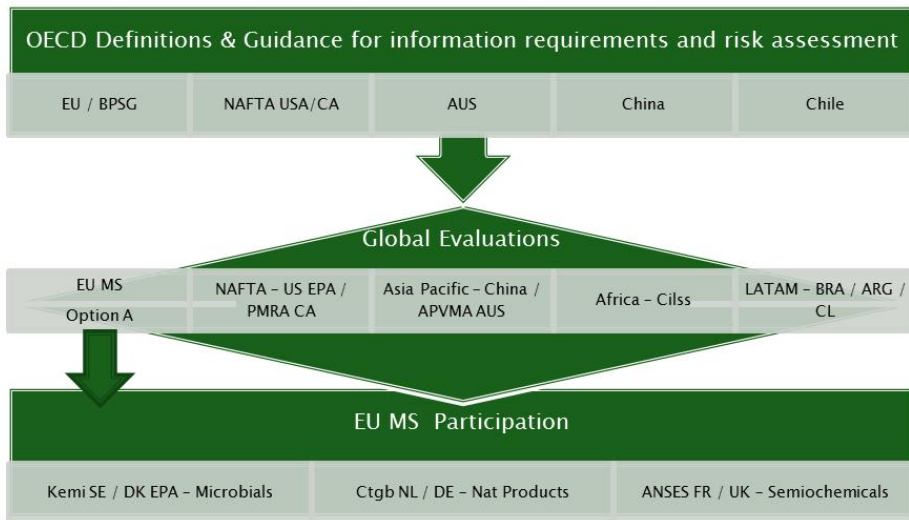 OECD Definitions & Guidance for information requirements and risk assessment
EU / BPSG
NAFTA USA/CA
AUS
China
Chile
Global Evaluations
EU MS
Option A
NAFTA – US EPA /
PMRA CA
Asia Pacific – China /
APVMA AUS
Africa – Cilss
LATAM – BRA / ARG /
CL
EU MS Participation
Kemi SE / DK EPA – Microbials
Ctgb NL / DE – Nat Products
ANSES FR / UK – Semiochemicals